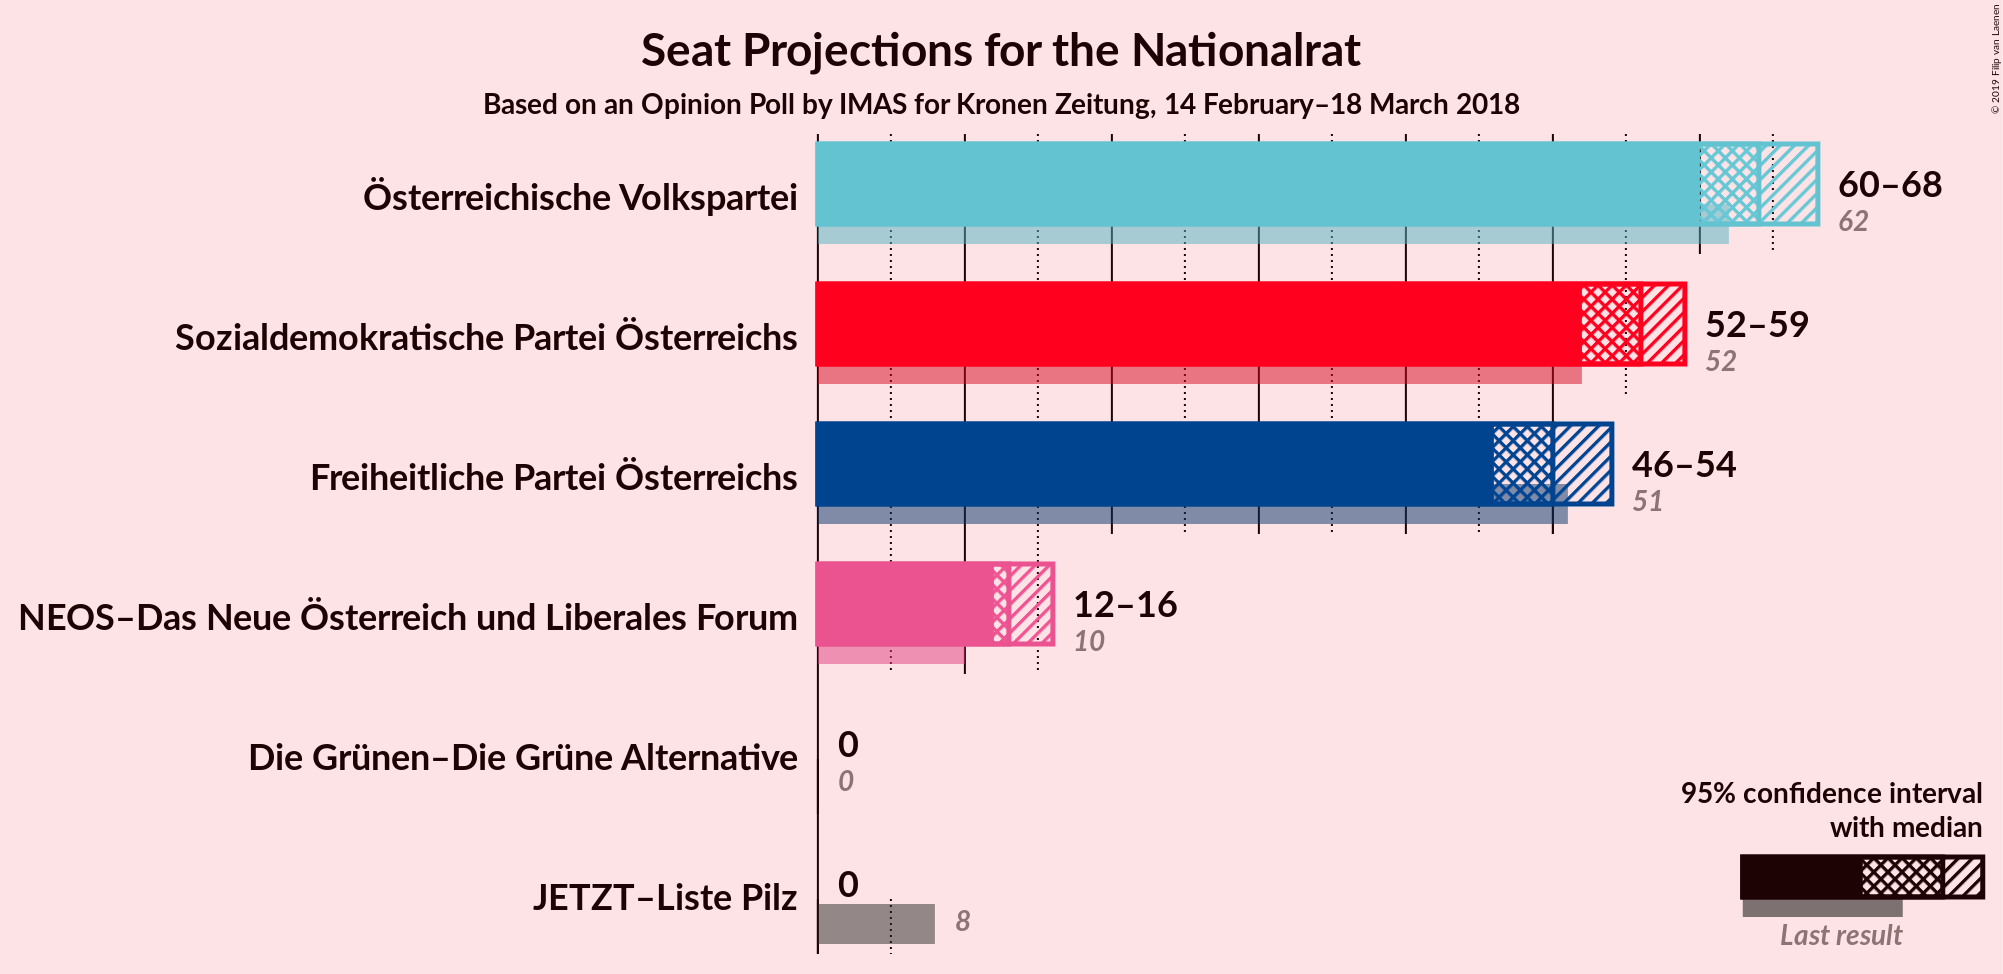 Seat Projections for the Nationalrat
Based on an Opinion Poll by IMAS for Kronen Zeitung, 14 February–18 March 2018
© 2019 Filip van Laenen
Österreichische Volkspartei
60–68
62
Sozialdemokratische Partei Österreichs
52–59
52
Freiheitliche Partei Österreichs
46–54
51
NEOS–Das Neue Österreich und Liberales Forum
12–16
10
Die Grünen–Die Grüne Alternative
0
0
JETZT–Liste Pilz
0
8
95% confidence interval
with median
Last result